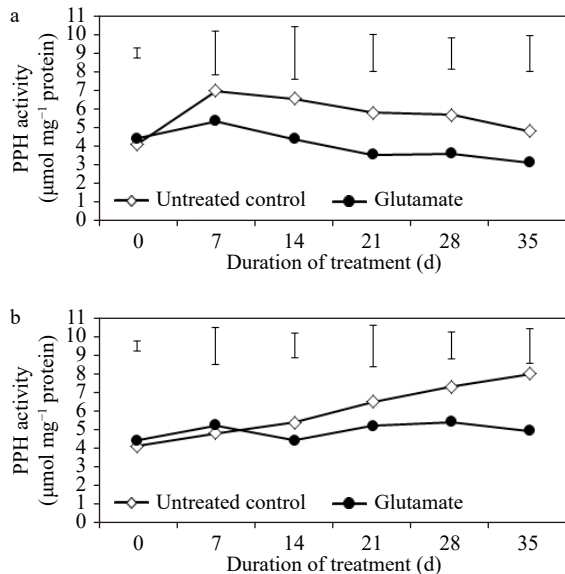 a
PPH activity
(μmol mg⁻¹ protein)
11
10
9
8
7
6
5
4
3
2
1
0
Untreated control
Glutamate
0 7 14 21 28 35
Duration of treatment (d)
b
PPH activity
(μmol mg⁻¹ protein)
11
10
9
8
7
6
5
4
3
2
1
0
Untreated control
Glutamate
0 7 14 21 28 35
Duration of treatment (d)